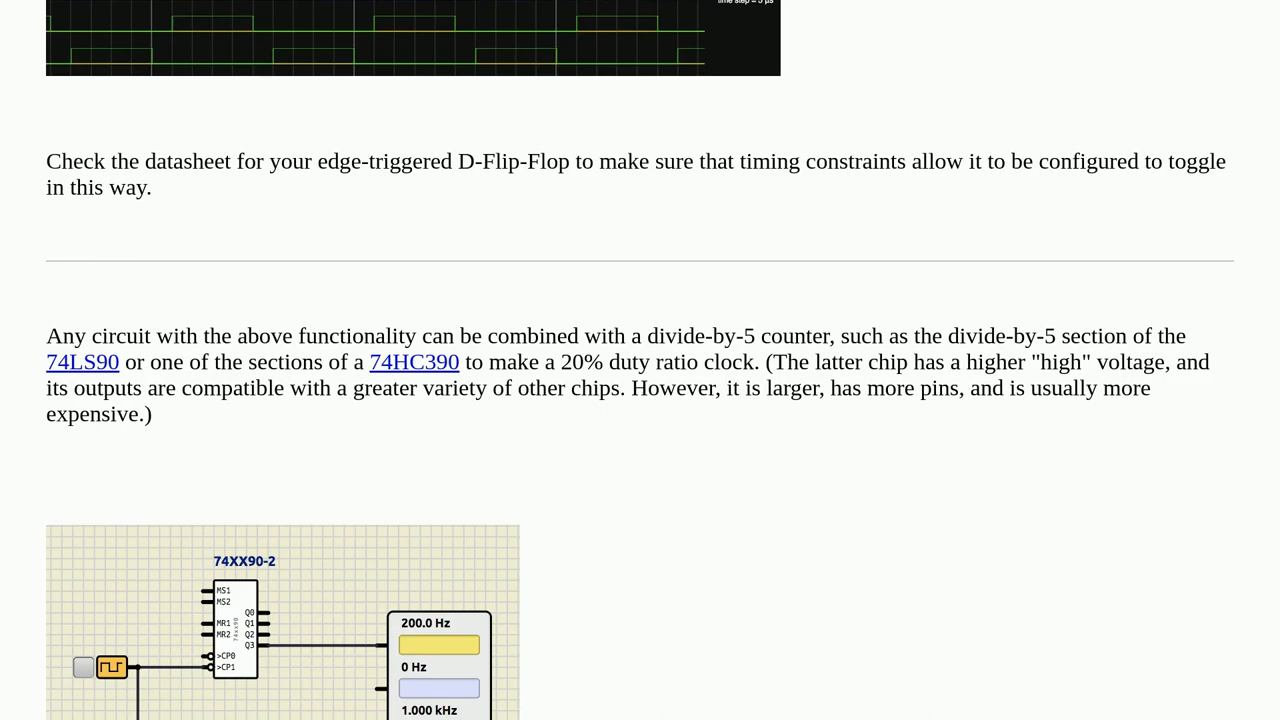 time step = 5 µs
Check the datasheet for your edge-triggered D-Flip-Flop to make sure that timing constraints allow it to be configured to toggle
in this way.
Any circuit with the above functionality can be combined with a divide-by-5 counter, such as the divide-by-5 section of the
74LS90 or one of the sections of a 74HC390 to make a 20% duty ratio clock. (The latter chip has a higher "high" voltage, and
its outputs are compatible with a greater variety of other chips. However, it is larger, has more pins, and is usually more
expensive.)
74XX90-2
MS1
MS2
MR1
MR2
>CP0
>CP1
74xx90
Q0
Q1
Q2
Q3
200.0 Hz
0 Hz
1.000 kHz